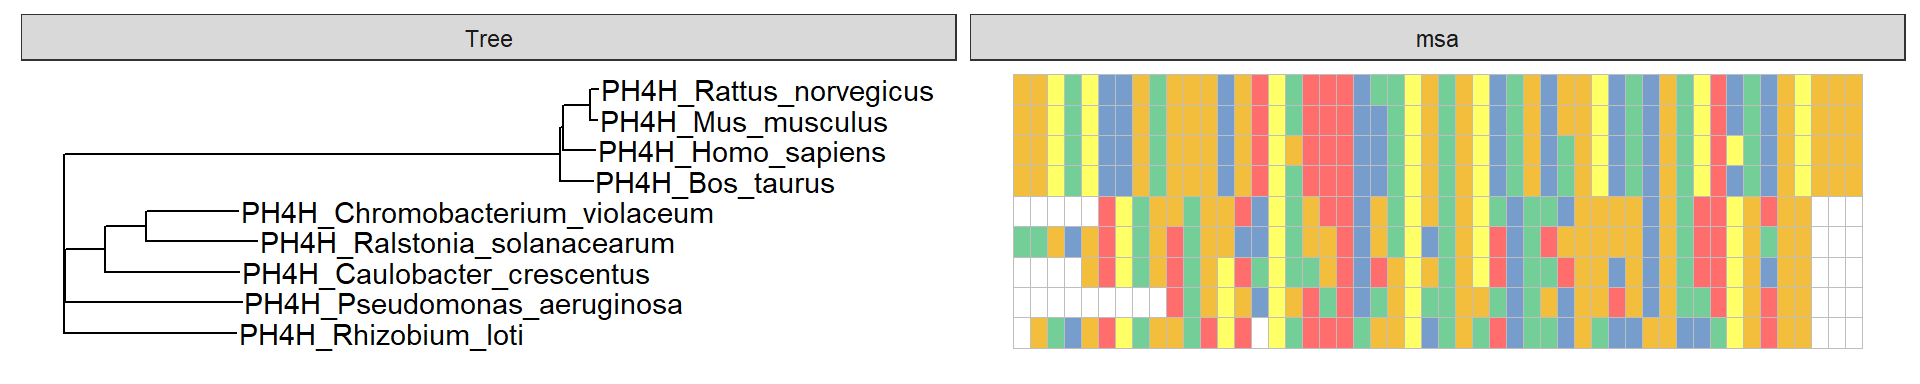 Tree
msa
PH4H_Rattus_norvegicus
PH4H_Mus_musculus
PH4H_Homo_sapiens
PH4H_Bos_taurus
PH4H_Chromobacterium_violaceum
PH4H_Ralstonia_solanacearum
PH4H_Caulobacter_crescentus
PH4H_Pseudomonas_aeruginosa
PH4H_Rhizobium_loti